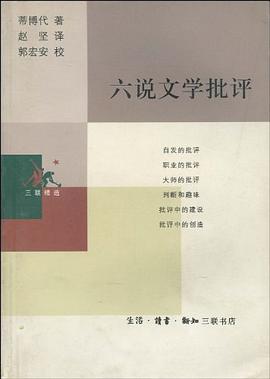 蒂博代 著
赵坚 译
郭宏安 校
六说文学批评
自发的批评
职业的批评
大师的批评
判断和趣味
批评中的建设
批评中的创造
三联精选
生活·读书·新知 三联书店